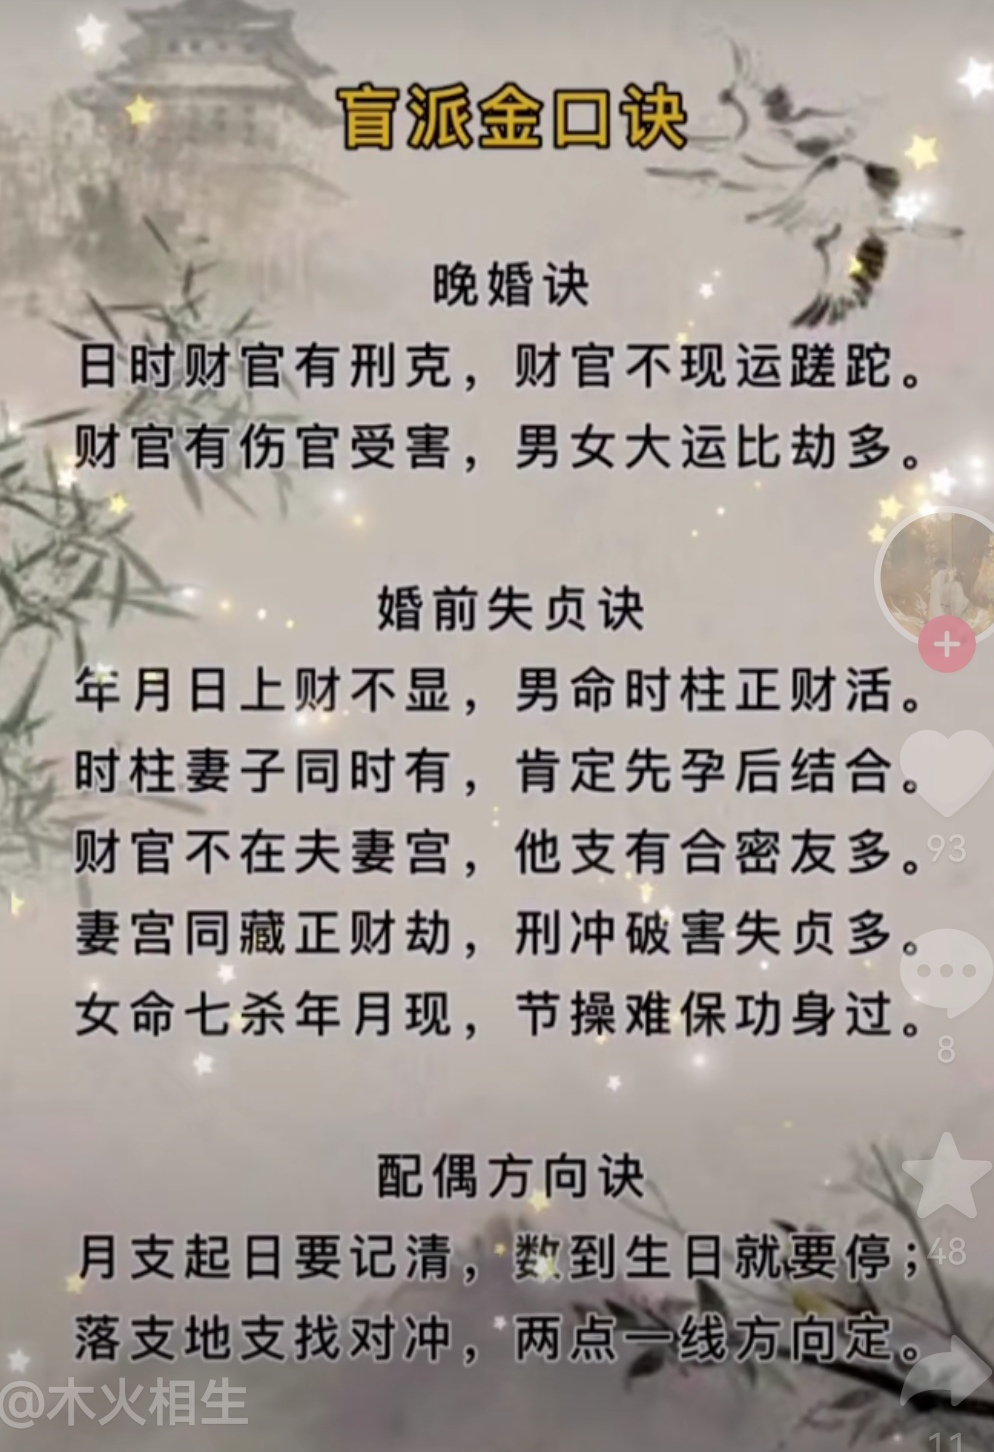 盲派金口诀
晚婚诀
日时财官有刑克，财官不现运蹉跎。
财官有伤官受害，男女大运比劫多。
婚前失贞诀
年月日上财不显，男命时柱正财活。
时柱妻子同时有，肯定先孕后结合。
财官不在夫妻宫，他支有合密友多。
93
妻宫同藏正财劫，刑冲破害失贞多。
女命七杀年月现，节操难保功身过。
8
配偶方向诀
月支起日要记清，数到生日就要停；
48
落支地支找对冲，两点一线方向定。
@木火相生
11